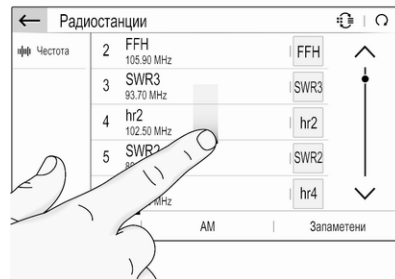 Радиостанции
Честота
2 FFH FFH
105.90 MHz
3 SWR3 SWR3
93.70 MHz
4 hr2 hr2
102.50 MHz
5 SWR2 SWR2
hr4
MHz
AM Запаметени